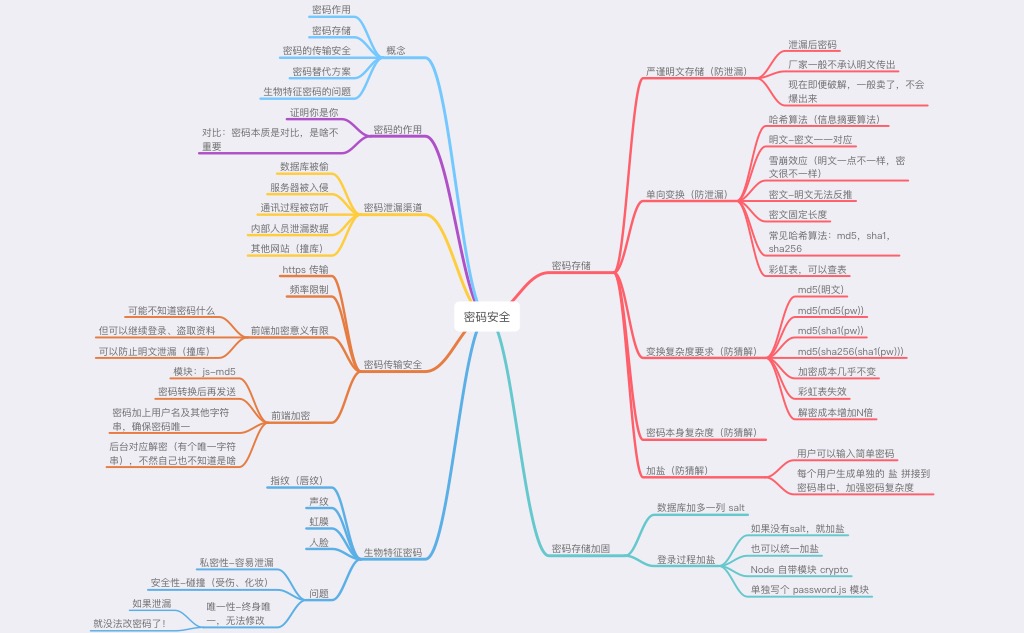 密码安全
概念
密码作用
密码存储
密码的传输安全
密码替代方案
生物特征密码的问题
密码的作用
证明你是你
对比：密码本质是对比，是啥不
重要
密码泄漏渠道
数据库被偷
服务器被入侵
通讯过程被窃听
内部人员泄漏数据
其他网站（撞库）
密码传输安全
https 传输
频率限制
前端加密意义有限
可能不知道密码什么
但可以继续登录、盗取资料
可以防止明文泄漏（撞库）
前端加密
模块：js-md5
密码转换后再发送
密码加上用户名及其他字符
串，确保密码唯一
后台对应解密（有个唯一字符
串），不然自己也不知道是啥
生物特征密码
指纹（唇纹）
声纹
虹膜
人脸
问题
私密性-容易泄漏
安全性-碰撞（受伤、化妆）
唯一性-终身唯
一，无法修改
如果泄漏
就没法改密码了！
密码存储
严谨明文存储（防泄漏）
泄漏后密码
厂家一般不承认明文传出
现在即便破解，一般卖了，不会
爆出来
单向变换（防泄漏）
哈希算法（信息摘要算法）
明文-密文一一对应
雪崩效应（明文一点不一样，密
文很不一样）
密文-明文无法反推
密文固定长度
常见哈希算法：md5，sha1,
sha256
彩虹表，可以查表
变换复杂度要求（防猜解）
md5(明文)
md5(md5(pw))
md5(sha1(pw))
md5(sha256(sha1(pw)))
加密成本几乎不变
彩虹表失效
解密成本增加N倍
密码本身复杂度（防猜解）
加盐（防猜解）
用户可以输入简单密码
每个用户生成单独的 盐 拼接到
密码串中，加强密码复杂度
密码存储加固
数据库加多一列 salt
登录过程加盐
如果没有salt，就加盐
也可以统一加盐
Node 自带模块 crypto
单独写个 password.js 模块